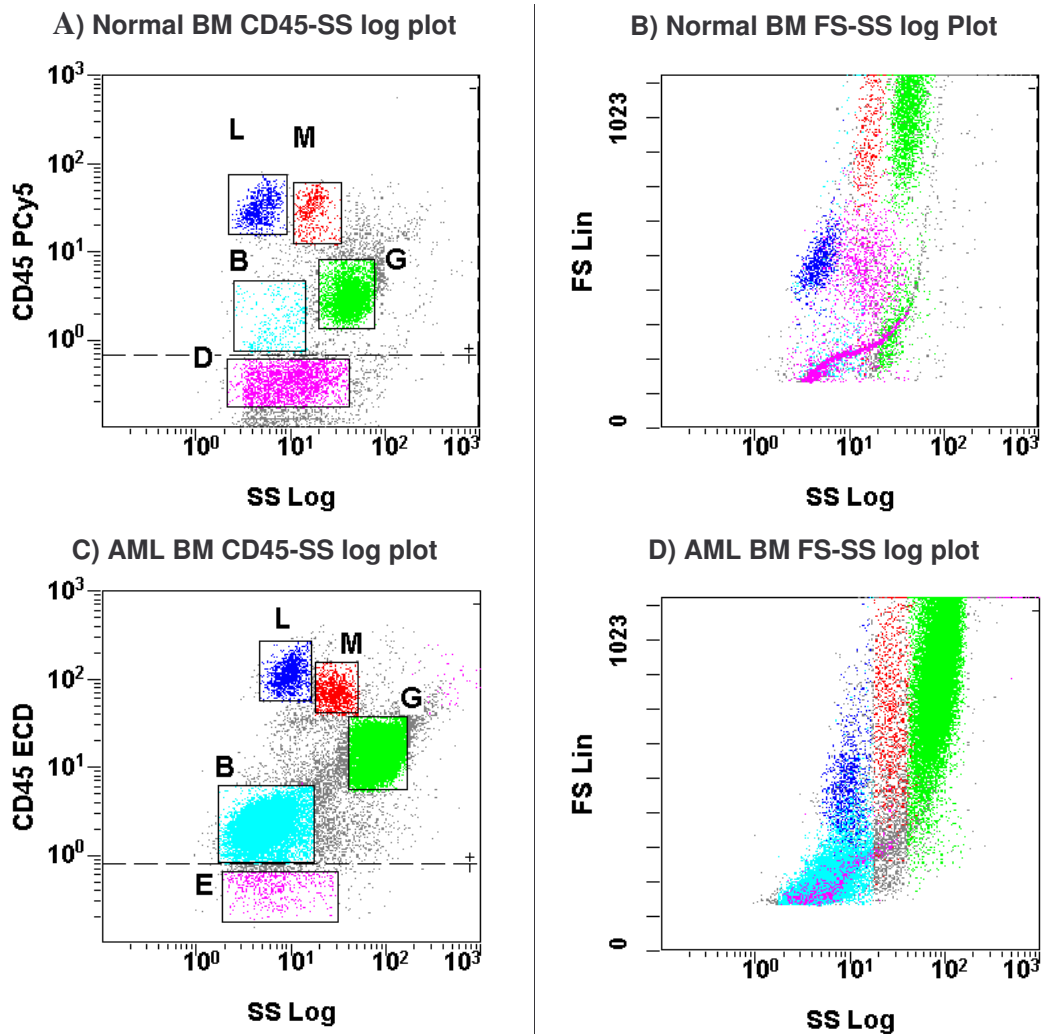 A) Normal BM CD45-SS log plot
10³
10²
10¹
10⁰
CD45 PCy5
L
M
B
G
D
+
10⁰ 10¹ 10² 10³
SS Log
B) Normal BM FS-SS log Plot
1023
0
FS Lin
10⁰ 10¹ 10² 10³
SS Log
C) AML BM CD45-SS log plot
10³
10²
10¹
10⁰
CD45 ECD
L
M
G
B
E
+
10⁰ 10¹ 10² 10³
SS Log
D) AML BM FS-SS log plot
1023
0
FS Lin
10⁰ 10¹ 10² 10³
SS Log